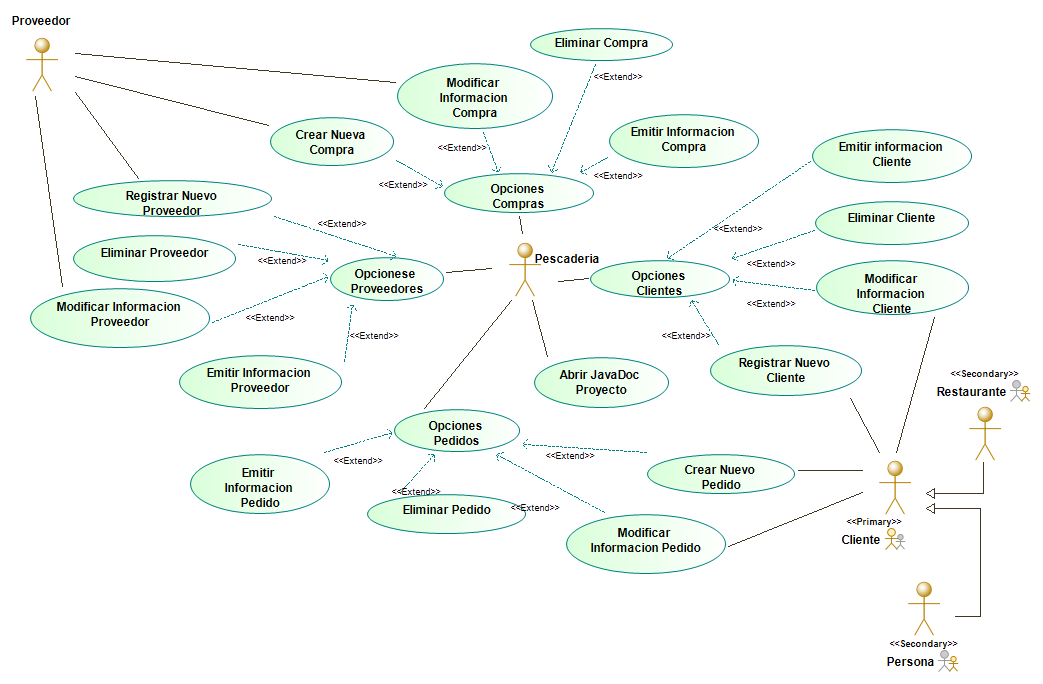 Proveedor
Eliminar Compra
<<Extend>>
Modificar
Informacion
Compra
Crear Nueva
Compra
<<Extend>>
Emitir Informacion
Compra
Emitir informacion
Cliente
<<Extend>>
<<Extend>>
Opciones
Compras
Registrar Nuevo
Proveedor
<<Extend>>
Eliminar Cliente
<<Extend>>
Eliminar Proveedor
<<Extend>>
Pescaderia
<<Extend>>
Opcionese
Proveedores
Opciones
Clientes
Modificar
Informacion
Cliente
<<Extend>>
Modificar Informacion
Proveedor
<<Extend>>
<<Extend>>
<<Extend>>
Emitir Informacion
Proveedor
Abrir JavaDoc
Proyecto
Registrar Nuevo
Cliente
<<Secondary>>
Restaurante
Opciones
Pedidos
<<Extend>>
<<Extend>>
Emitir
Informacion
Pedido
Crear Nuevo
Pedido
<<Extend>>
Eliminar Pedido
<<Extend>>
Modificar
Informacion Pedido
<<Primary>>
Cliente
<<Secondary>>
Persona